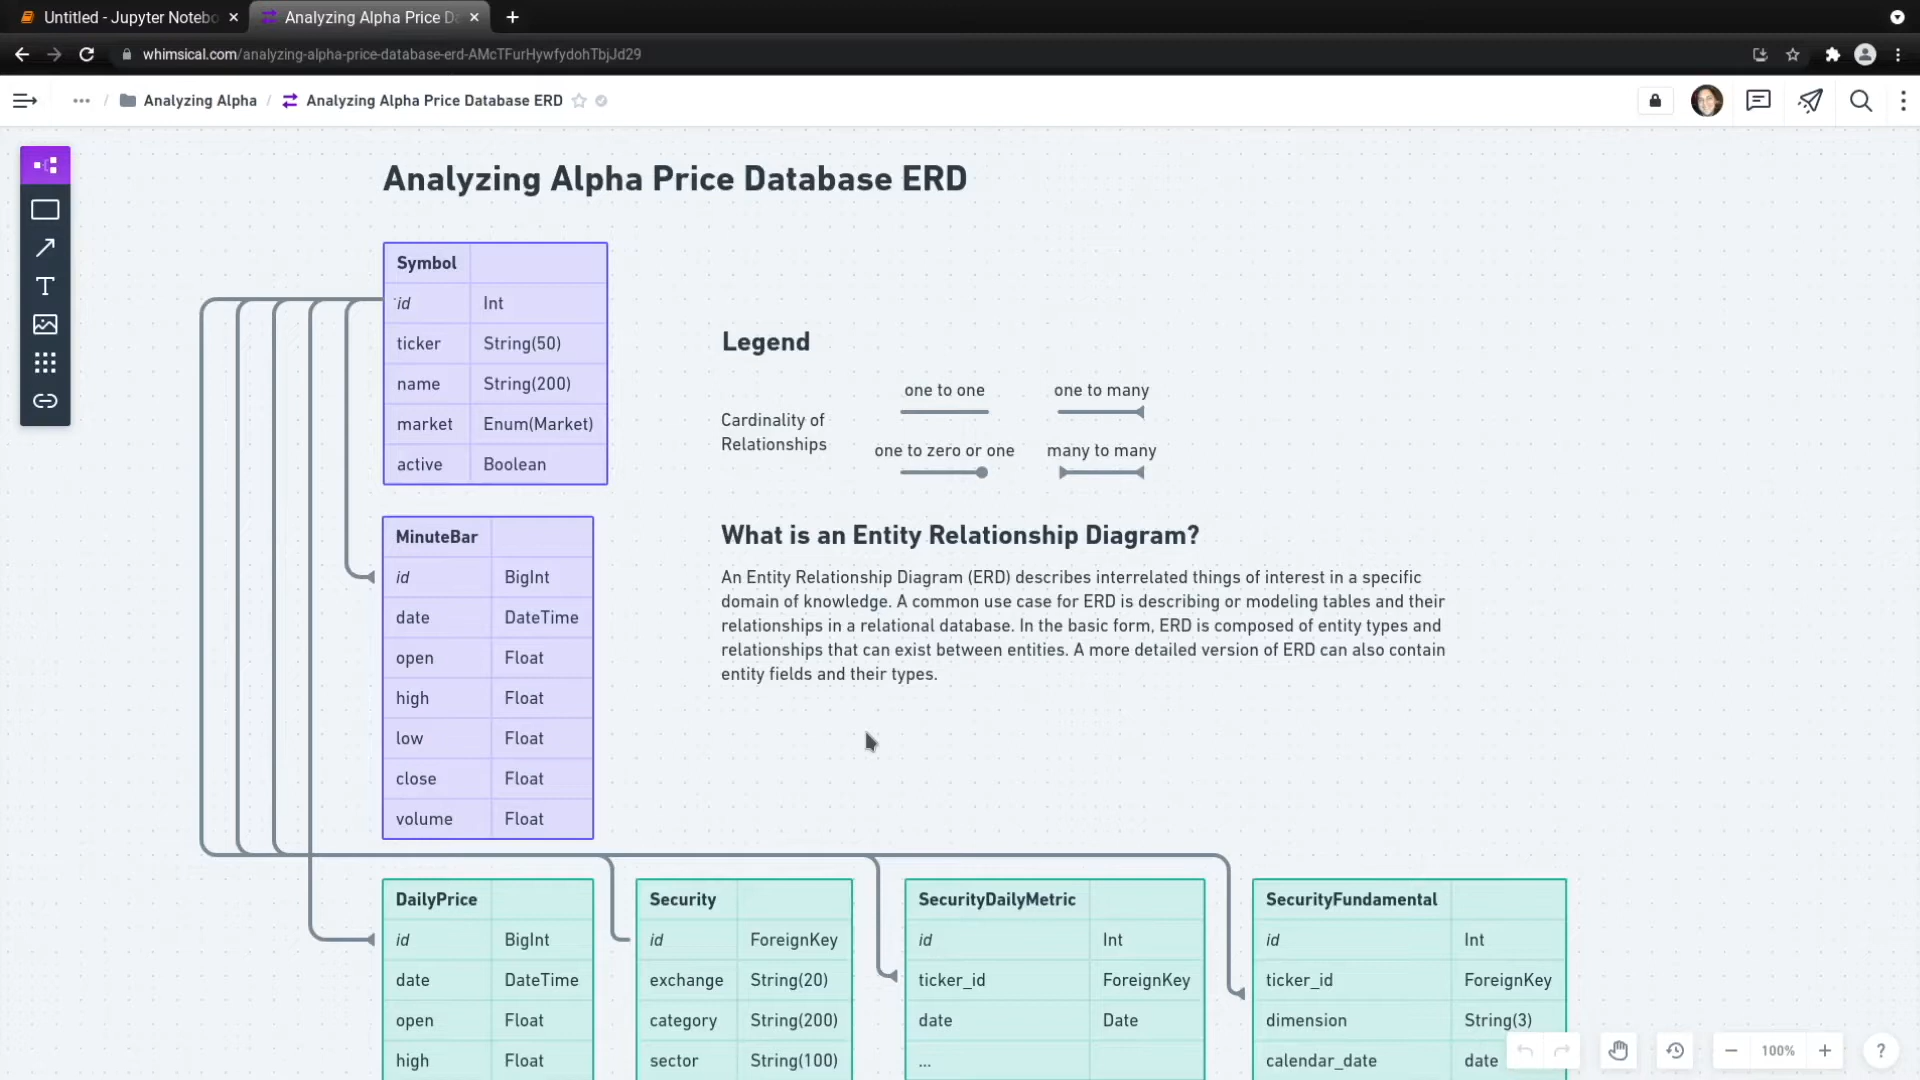 Untitled - Jupyter Notebo
Analyzing Alpha Price Da
whimsical.com/analyzing-alpha-price-database-erd-AMcTFurHywfydohTbjJd29
Analyzing Alpha / Analyzing Alpha Price Database ERD
Analyzing Alpha Price Database ERD
Symbol
id Int
ticker String(50)
name String(200)
market Enum(Market)
active Boolean
Legend
one to one one to many
Cardinality of
Relationships
one to zero or one many to many
MinuteBar
id BigInt
date DateTime
open Float
high Float
low Float
close Float
volume Float
What is an Entity Relationship Diagram?
An Entity Relationship Diagram (ERD) describes interrelated things of interest in a specific
domain of knowledge. A common use case for ERD is describing or modeling tables and their
relationships in a relational database. In the basic form, ERD is composed of entity types and
relationships that can exist between entities. A more detailed version of ERD can also contain
entity fields and their types.
DailyPrice
id BigInt
date DateTime
open Float
high Float
Security
id ForeignKey
exchange String(20)
category String(200)
sector String(100)
SecurityDailyMetric
id Int
ticker_id ForeignKey
date Date
...
SecurityFundamental
id Int
ticker_id ForeignKey
dimension String(3)
calendar_date date
100%
?